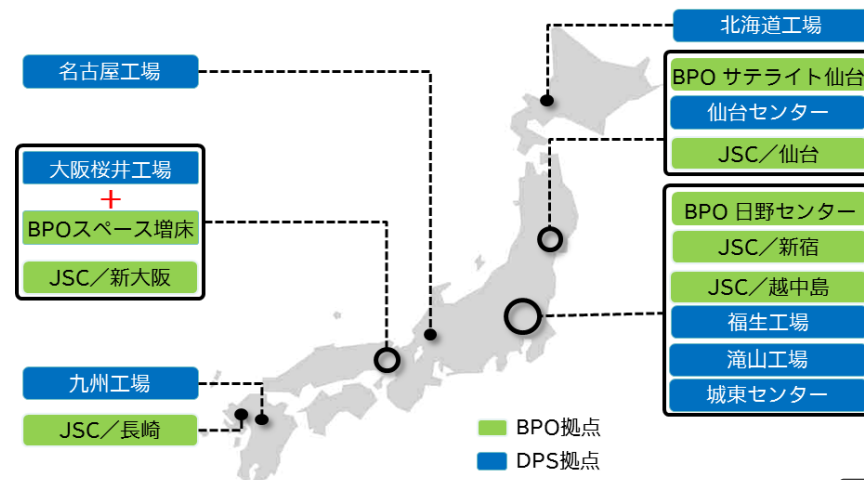 名古屋工場
大阪桜井工場
+
BPOスペース増床
JSC／新大阪
九州工場
JSC／長崎
北海道工場
BPO サテライト仙台
仙台センター
JSC／仙台
BPO 日野センター
JSC／新宿
JSC／越中島
福生工場
滝山工場
城東センター
BPO拠点
DPS拠点